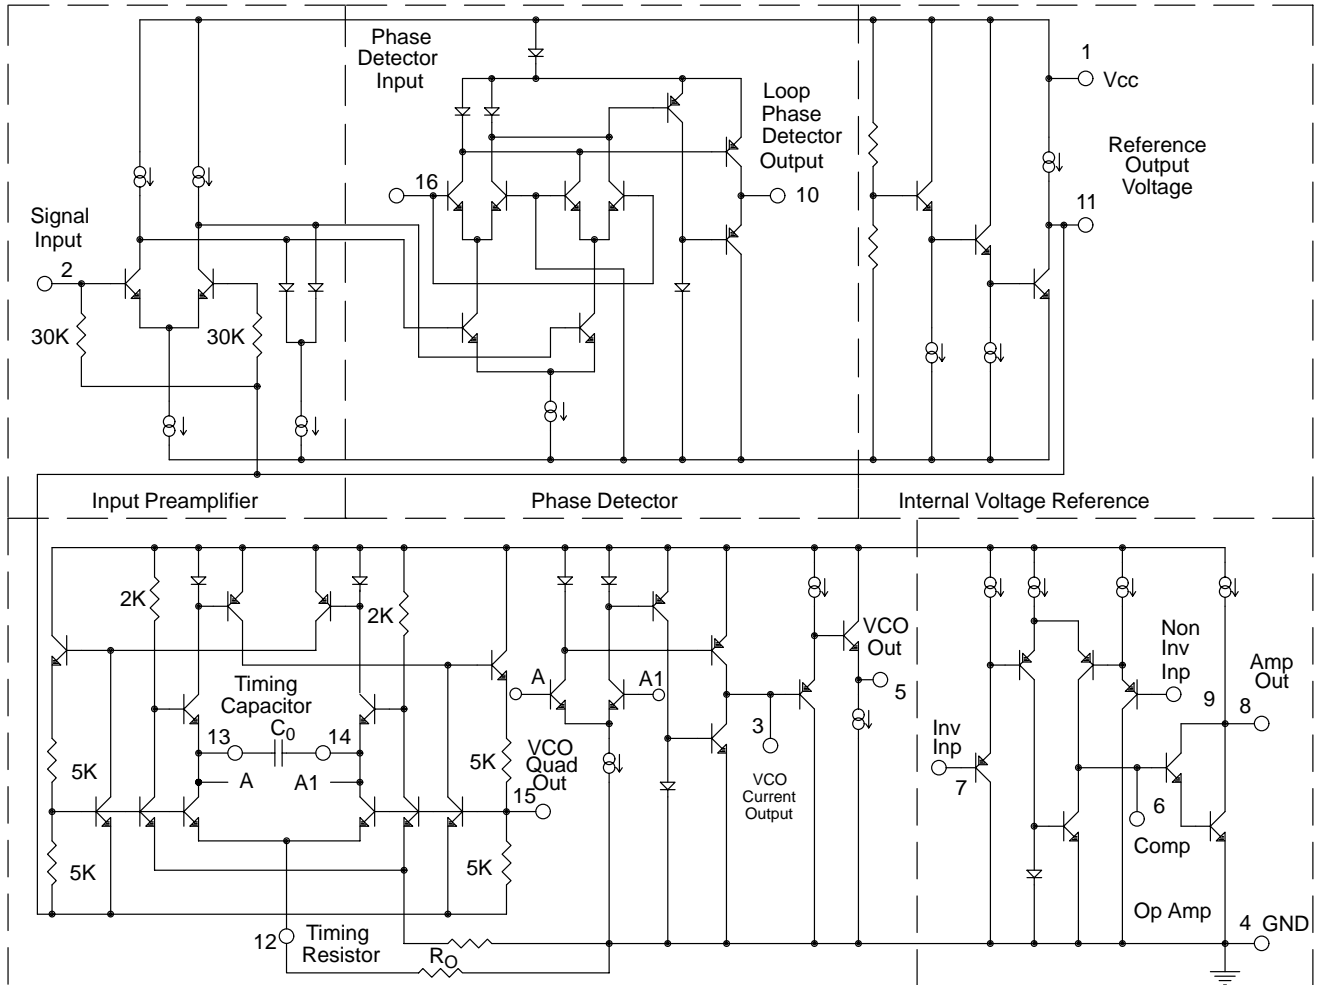 Phase
Detector
Input
16
Loop
Phase
Detector
Output
10
1
Vcc
Reference
Output
Voltage
11
Signal
Input
2
30K
30K
Input Preamplifier
Phase Detector
Internal Voltage Reference
2K
2K
Timing
Capacitor
C0
13
14
A
A1
5K
5K
5K
5K
VCO
Quad
Out
15
A
A1
3
VCO
Current
Output
VCO
Out
5
Non
Inv
Inp
9
Amp
Out
8
Inv
Inp
7
6
Comp
Op Amp
4 GND
12
Timing
Resistor
RO